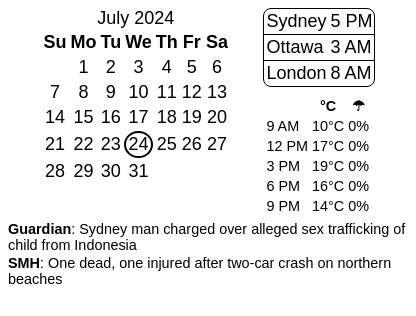 July 2024
Su Mo Tu We Th Fr Sa
1 2 3 4 5 6
7 8 9 10 11 12 13
14 15 16 17 18 19 20
21 22 23 24 25 26 27
28 29 30 31
Sydney 5 PM
Ottawa 3 AM
London 8 AM
°C ☂
9 AM 10°C 0%
12 PM 17°C 0%
3 PM 19°C 0%
6 PM 16°C 0%
9 PM 14°C 0%
Guardian: Sydney man charged over alleged sex trafficking of
child from Indonesia
SMH: One dead, one injured after two-car crash on northern
beaches